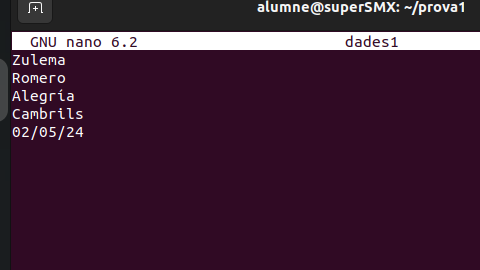 alumne@superSMX: ~/prova1
GNU nano 6.2 dades1
Zulema
Romero
Alegría
Cambrils
02/05/24